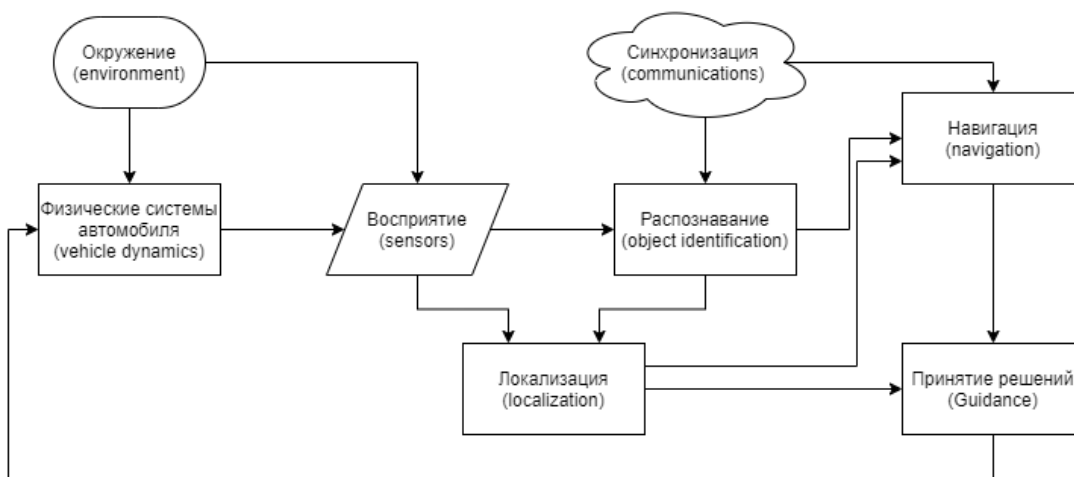 Окружение
(environment)
Синхронизация
(communications)
Навигация
(navigation)
Физические системы
автомобиля
(vehicle dynamics)
Восприятие
(sensors)
Распознавание
(object identification)
Локализация
(localization)
Принятие решений
(Guidance)